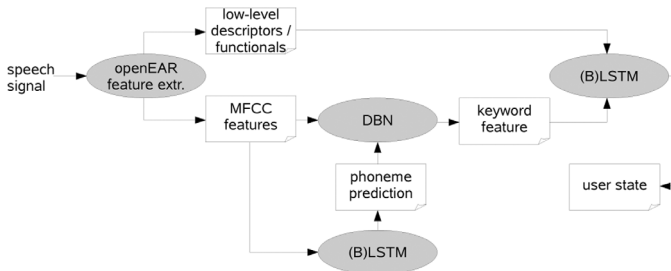 low-level
descriptors /
functionals
speech
signal
openEAR
feature extr.
(B)LSTM
MFCC
features
DBN
keyword
feature
phoneme
prediction
user state
(B)LSTM